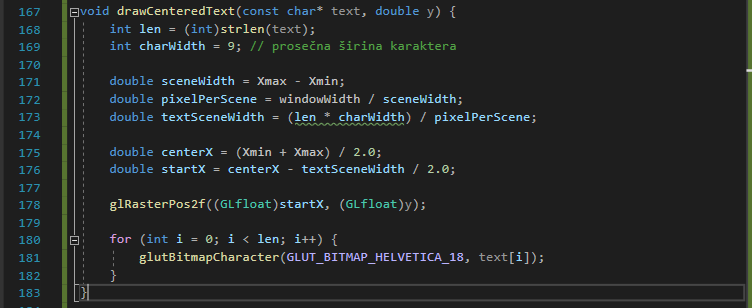 167 void drawCenteredText(const char* text, double y) {
168 int len = (int)strlen(text);
169 int charWidth = 9; // prosečna širina karaktera
170
171 double sceneWidth = Xmax - Xmin;
172 double pixelPerScene = windowWidth / sceneWidth;
173 double textSceneWidth = (len * charWidth) / pixelPerScene;
174
175 double centerX = (Xmin + Xmax) / 2.0;
176 double startX = centerX - textSceneWidth / 2.0;
177
178 glRasterPos2f((GLfloat)startX, (GLfloat)y);
179
180 for (int i = 0; i < len; i++) {
181 glutBitmapCharacter(GLUT_BITMAP_HELVETICA_18, text[i]);
182 }
183 }